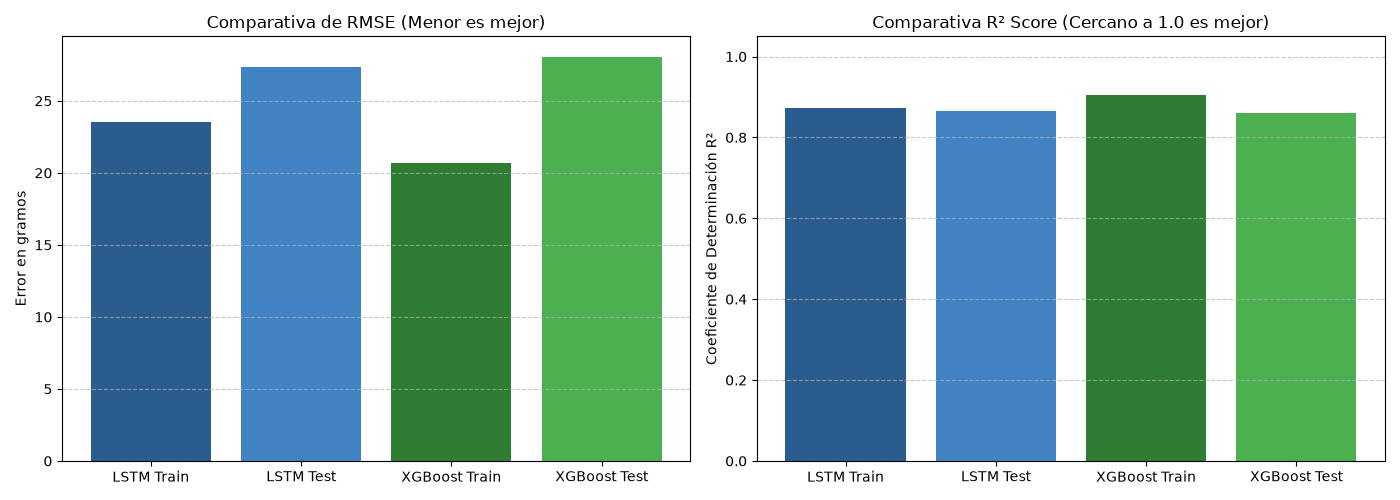 Comparativa de RMSE (Menor es mejor)
Error en gramos
25
20
15
10
5
0
LSTM Train
LSTM Test
XGBoost Train
XGBoost Test
Comparativa R² Score (Cercano a 1.0 es mejor)
Coeficiente de Determinación R²
1.0
0.8
0.6
0.4
0.2
0.0
LSTM Train
LSTM Test
XGBoost Train
XGBoost Test